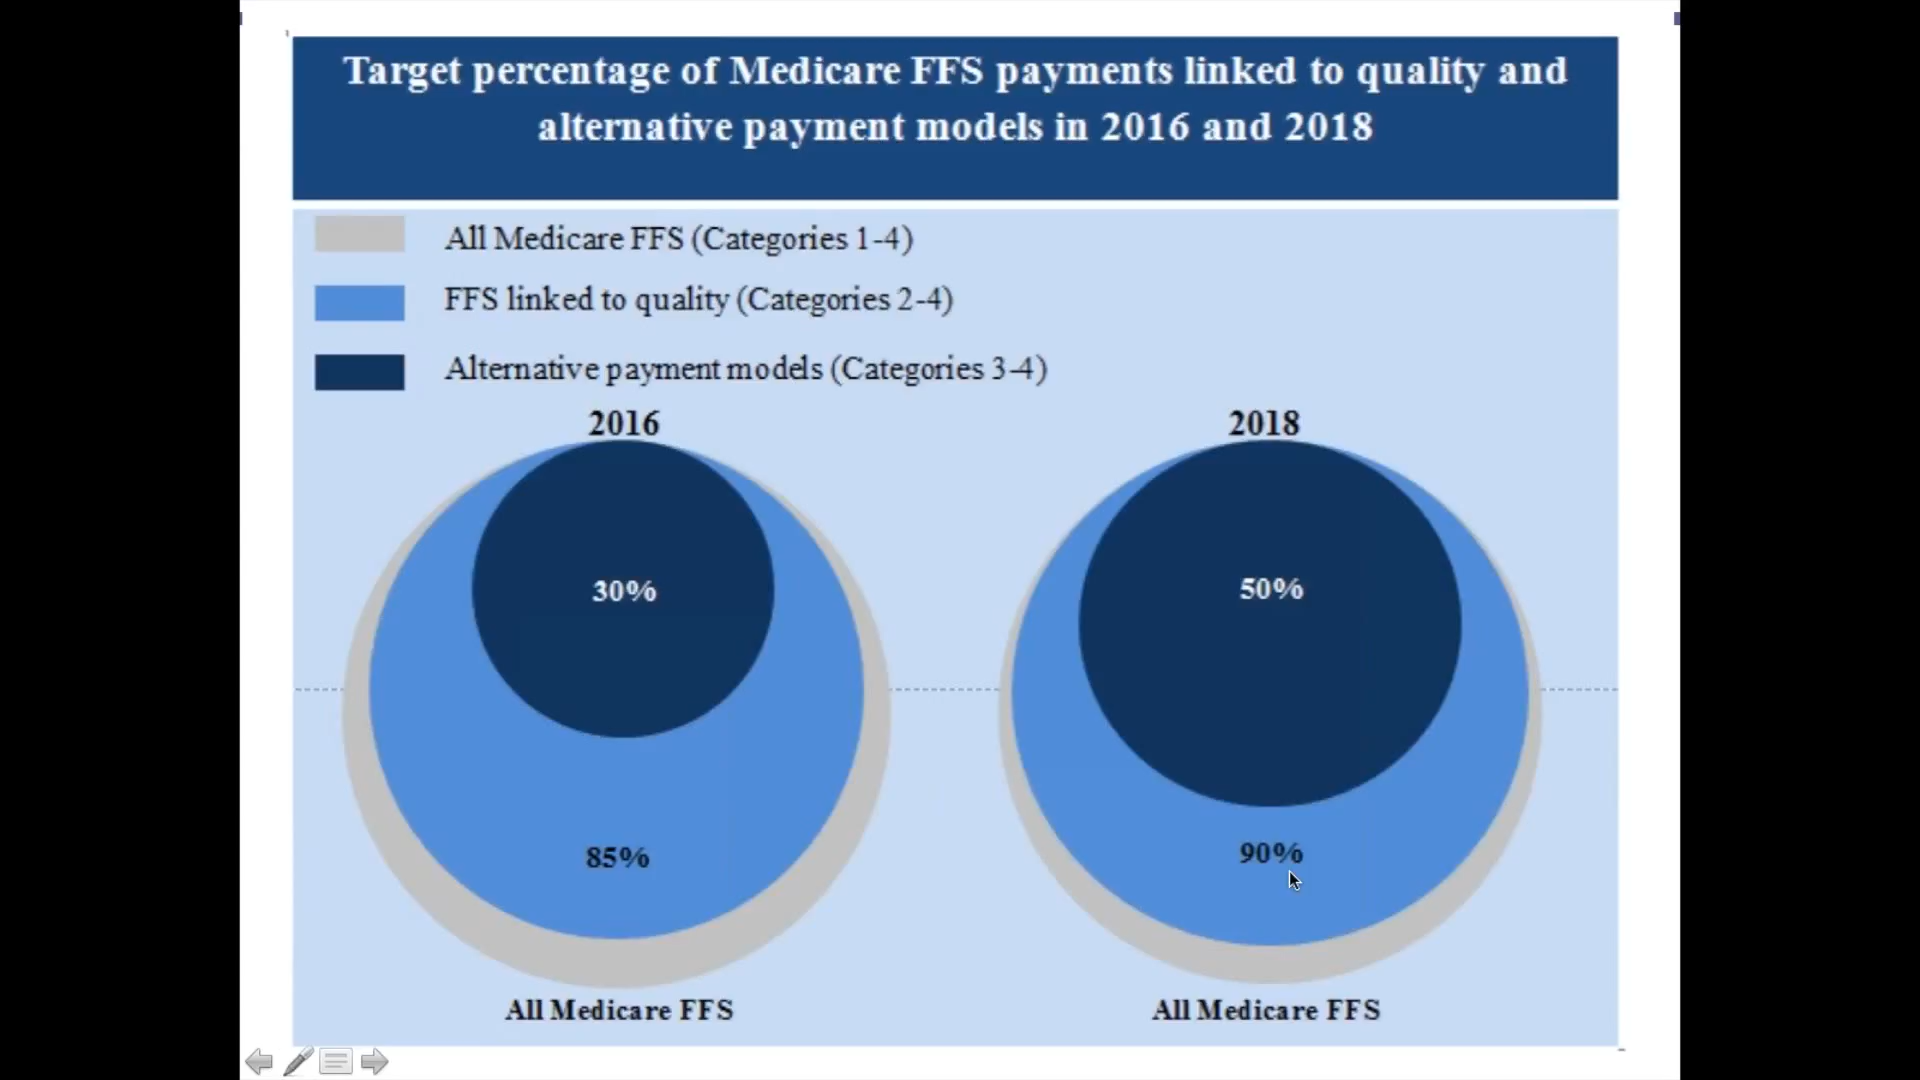 Target percentage of Medicare FFS payments linked to quality and
alternative payment models in 2016 and 2018
All Medicare FFS (Categories 1-4)
FFS linked to quality (Categories 2-4)
Alternative payment models (Categories 3-4)
2016
30%
85%
All Medicare FFS
2018
50%
90%
All Medicare FFS